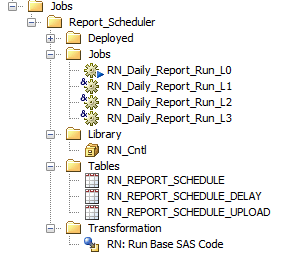 Jobs
Report_Scheduler
Deployed
Jobs
RN_Daily_Report_Run_L0
RN_Daily_Report_Run_L1
RN_Daily_Report_Run_L2
RN_Daily_Report_Run_L3
Library
RN_Cntl
Tables
RN_REPORT_SCHEDULE
RN_REPORT_SCHEDULE_DELAY
RN_REPORT_SCHEDULE_UPLOAD
Transformation
RN: Run Base SAS Code